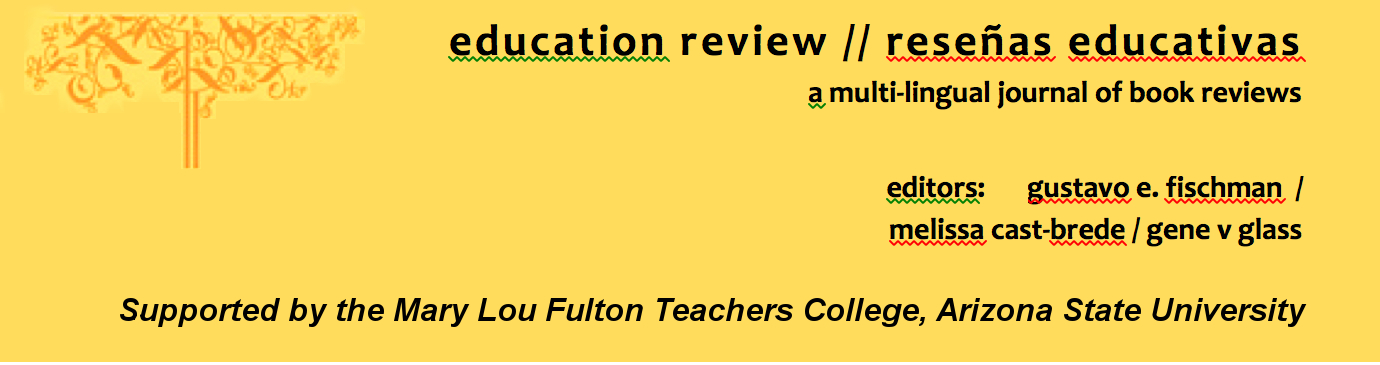 education review // reseñas educativas
a multi-lingual journal of book reviews
editors: gustavo e. fischman /
melissa cast-brede / gene v glass
Supported by the Mary Lou Fulton Teachers College, Arizona State University